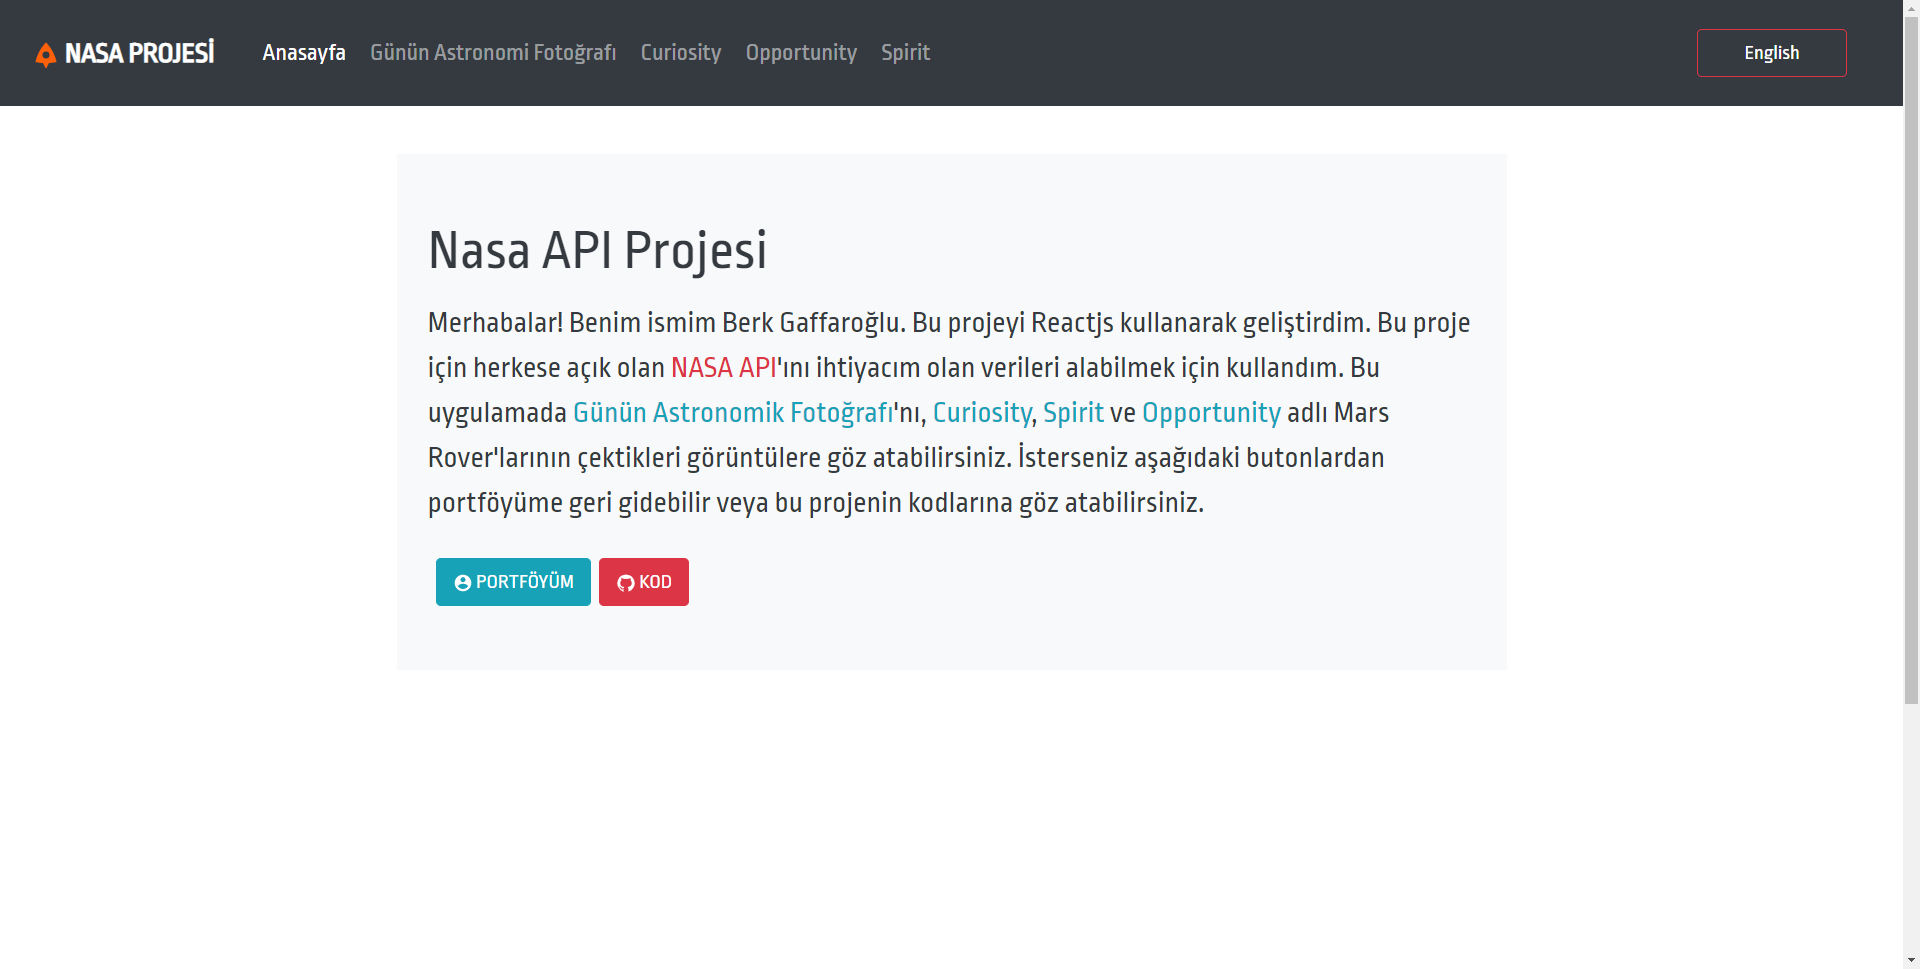 NASA PROJESİ
Anasayfa
Günün Astronomi Fotoğrafı
Curiosity
Opportunity
Spirit
English
Nasa API Projesi
Merhabalar! Benim ismim Berk Gaffaroğlu. Bu projeyi Reactjs kullanarak geliştirdim. Bu proje
için herkese açık olan NASA API'ını ihtiyacım olan verileri alabilmek için kullandım. Bu
uygulamada Günün Astronomik Fotoğrafı'nı, Curiosity, Spirit ve Opportunity adlı Mars
Rover'larının çektikleri görüntülere göz atabilirsiniz. İsterseniz aşağıdaki butonlardan
portföyüme geri gidebilir veya bu projenin kodlarına göz atabilirsiniz.
PORTFÖYÜM
KOD